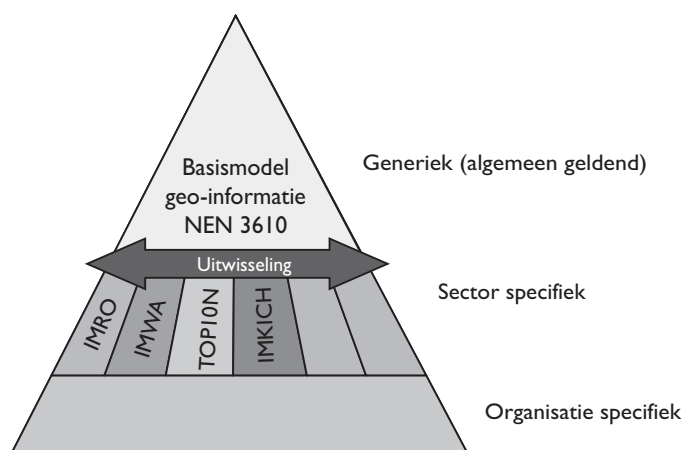 Basismodel
geo-informatie
NEN 3610
Generiek (algemeen geldend)
Uitwisseling
Sector specifiek
IMRO
IMWA
TOP10N
IMKICH
Organisatie specifiek